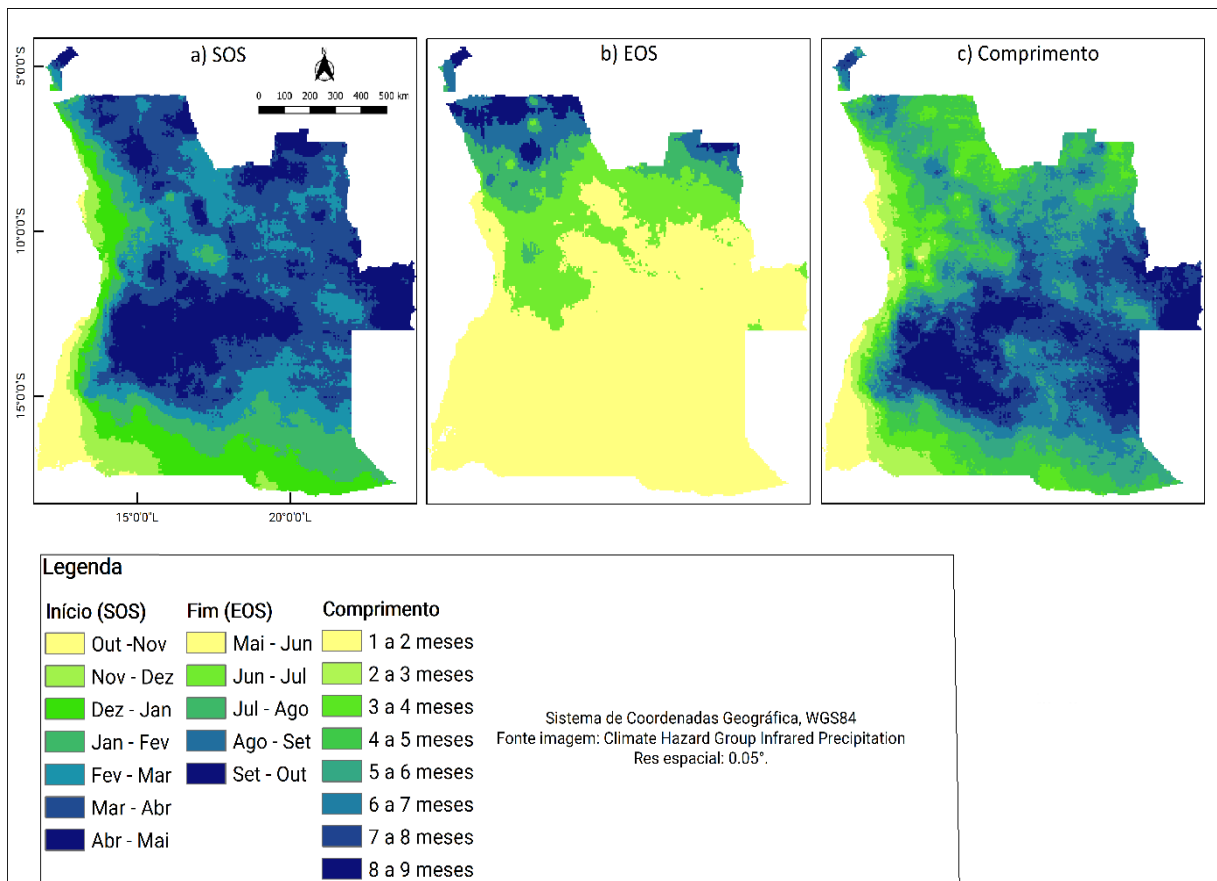 a) SOS
b) EOS
c) Comprimento
0 100 200 300 400 500 km
5°0'0"S
10°0'0"S
15°0'0"S
15°0'0"L
20°0'0"L
Legenda
Início (SOS)
Out -Nov
Nov - Dez
Dez - Jan
Jan - Fev
Fev - Mar
Mar - Abr
Abr - Mai
Fim (EOS)
Mai - Jun
Jun - Jul
Jul - Ago
Ago - Set
Set - Out
Comprimento
1 a 2 meses
2 a 3 meses
3 a 4 meses
4 a 5 meses
5 a 6 meses
6 a 7 meses
7 a 8 meses
8 a 9 meses
Sistema de Coordenadas Geográfica, WGS84
Fonte imagem: Climate Hazard Group Infrared Precipitation
Res espacial: 0.05°.